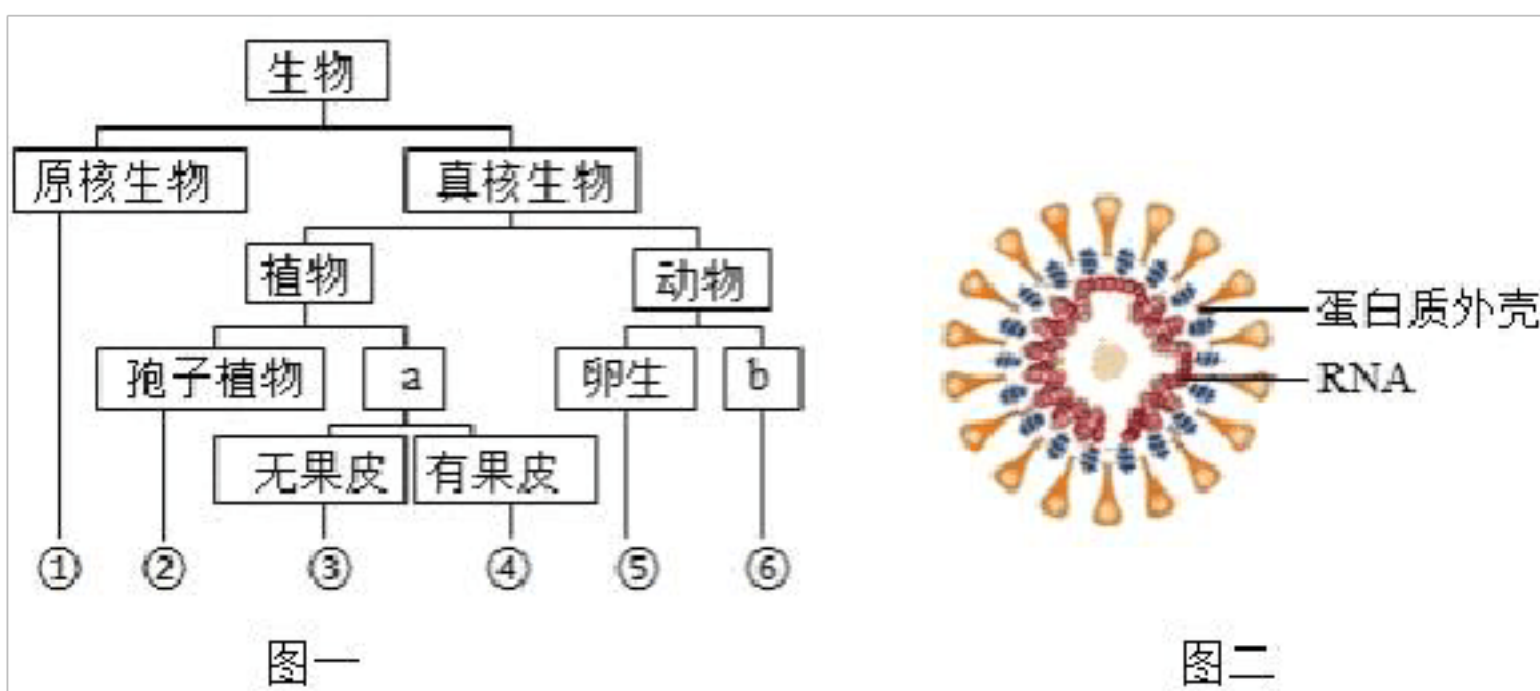 生物
原核生物 真核生物
植物 动物
孢子植物 a 卵生 b
无果皮 有果皮
① ② ③ ④ ⑤ ⑥
图一
蛋白质外壳
RNA
图二